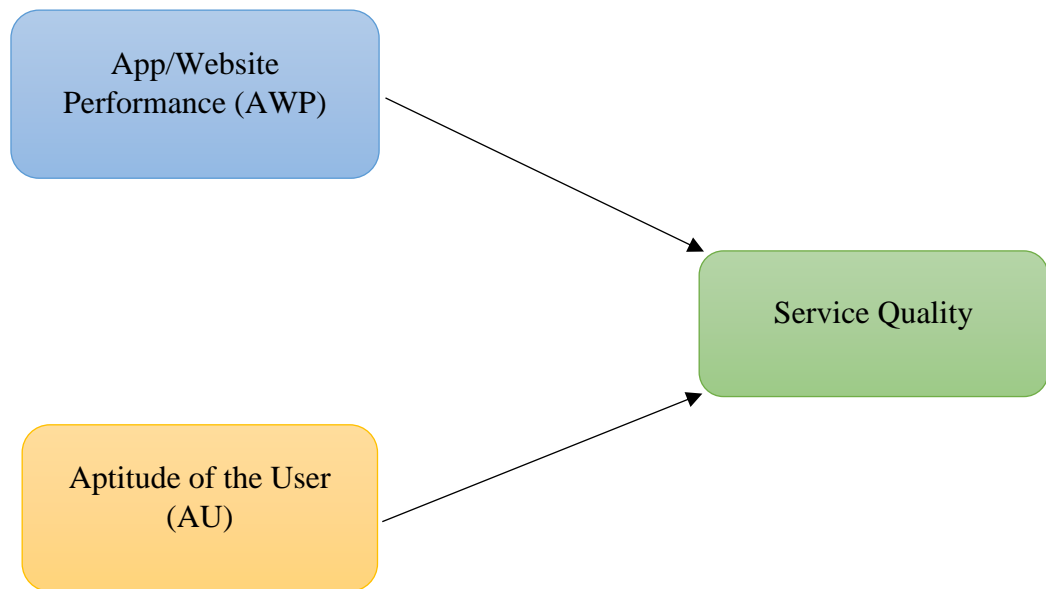 App/Website
Performance (AWP)
Service Quality
Aptitude of the User
(AU)